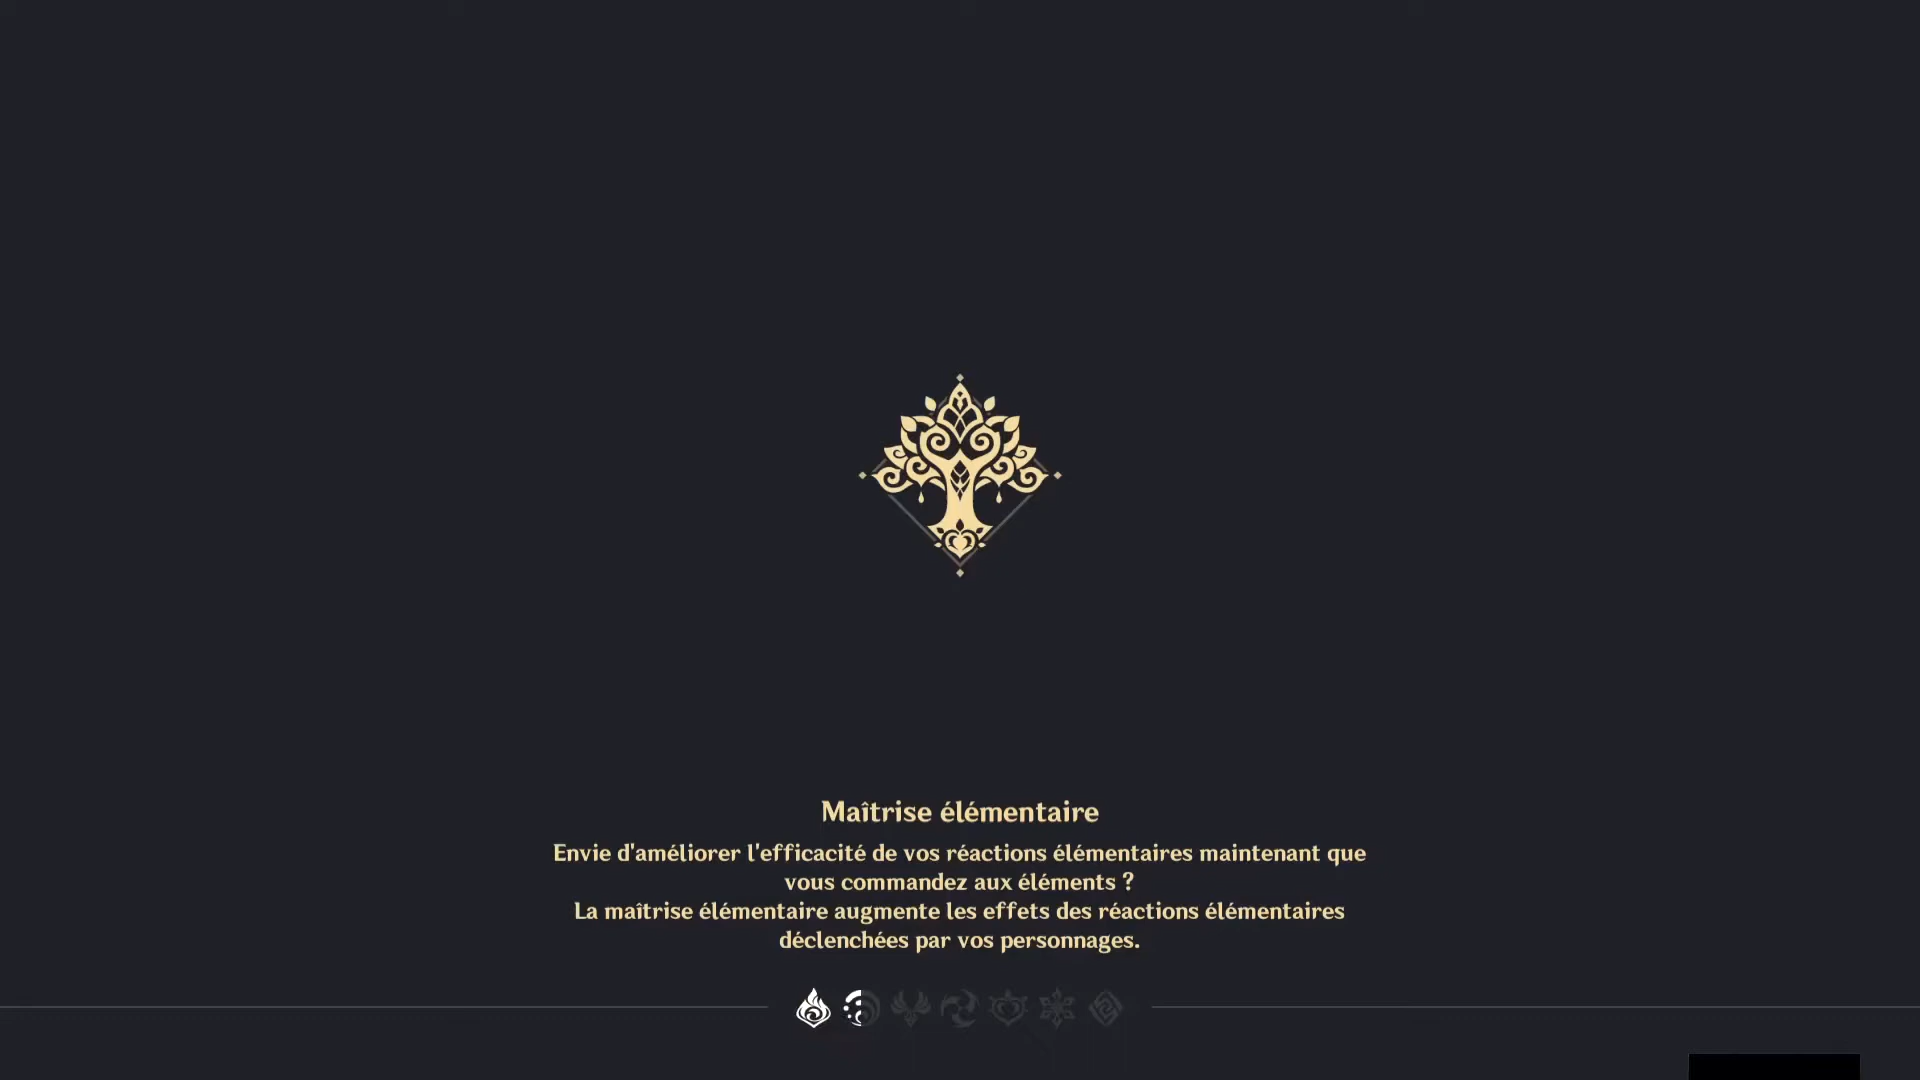 Maîtrise élémentaire
Envie d'améliorer l'efficacité de vos réactions élémentaires maintenant que
vous commandez aux éléments ?
La maîtrise élémentaire augmente les effets des réactions élémentaires
déclenchées par vos personnages.